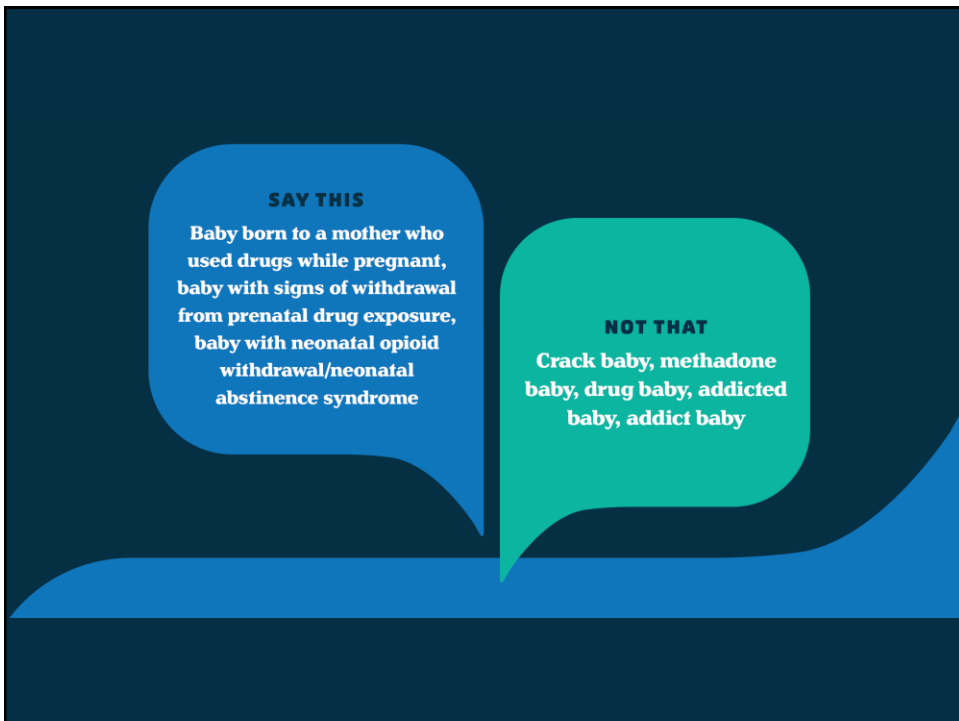 SAY THIS
Baby born to a mother who
used drugs while pregnant,
baby with signs of withdrawal
from prenatal drug exposure,
baby with neonatal opioid
withdrawal/neonatal
abstinence syndrome
NOT THAT
Crack baby, methadone
baby, drug baby, addicted
baby, addict baby